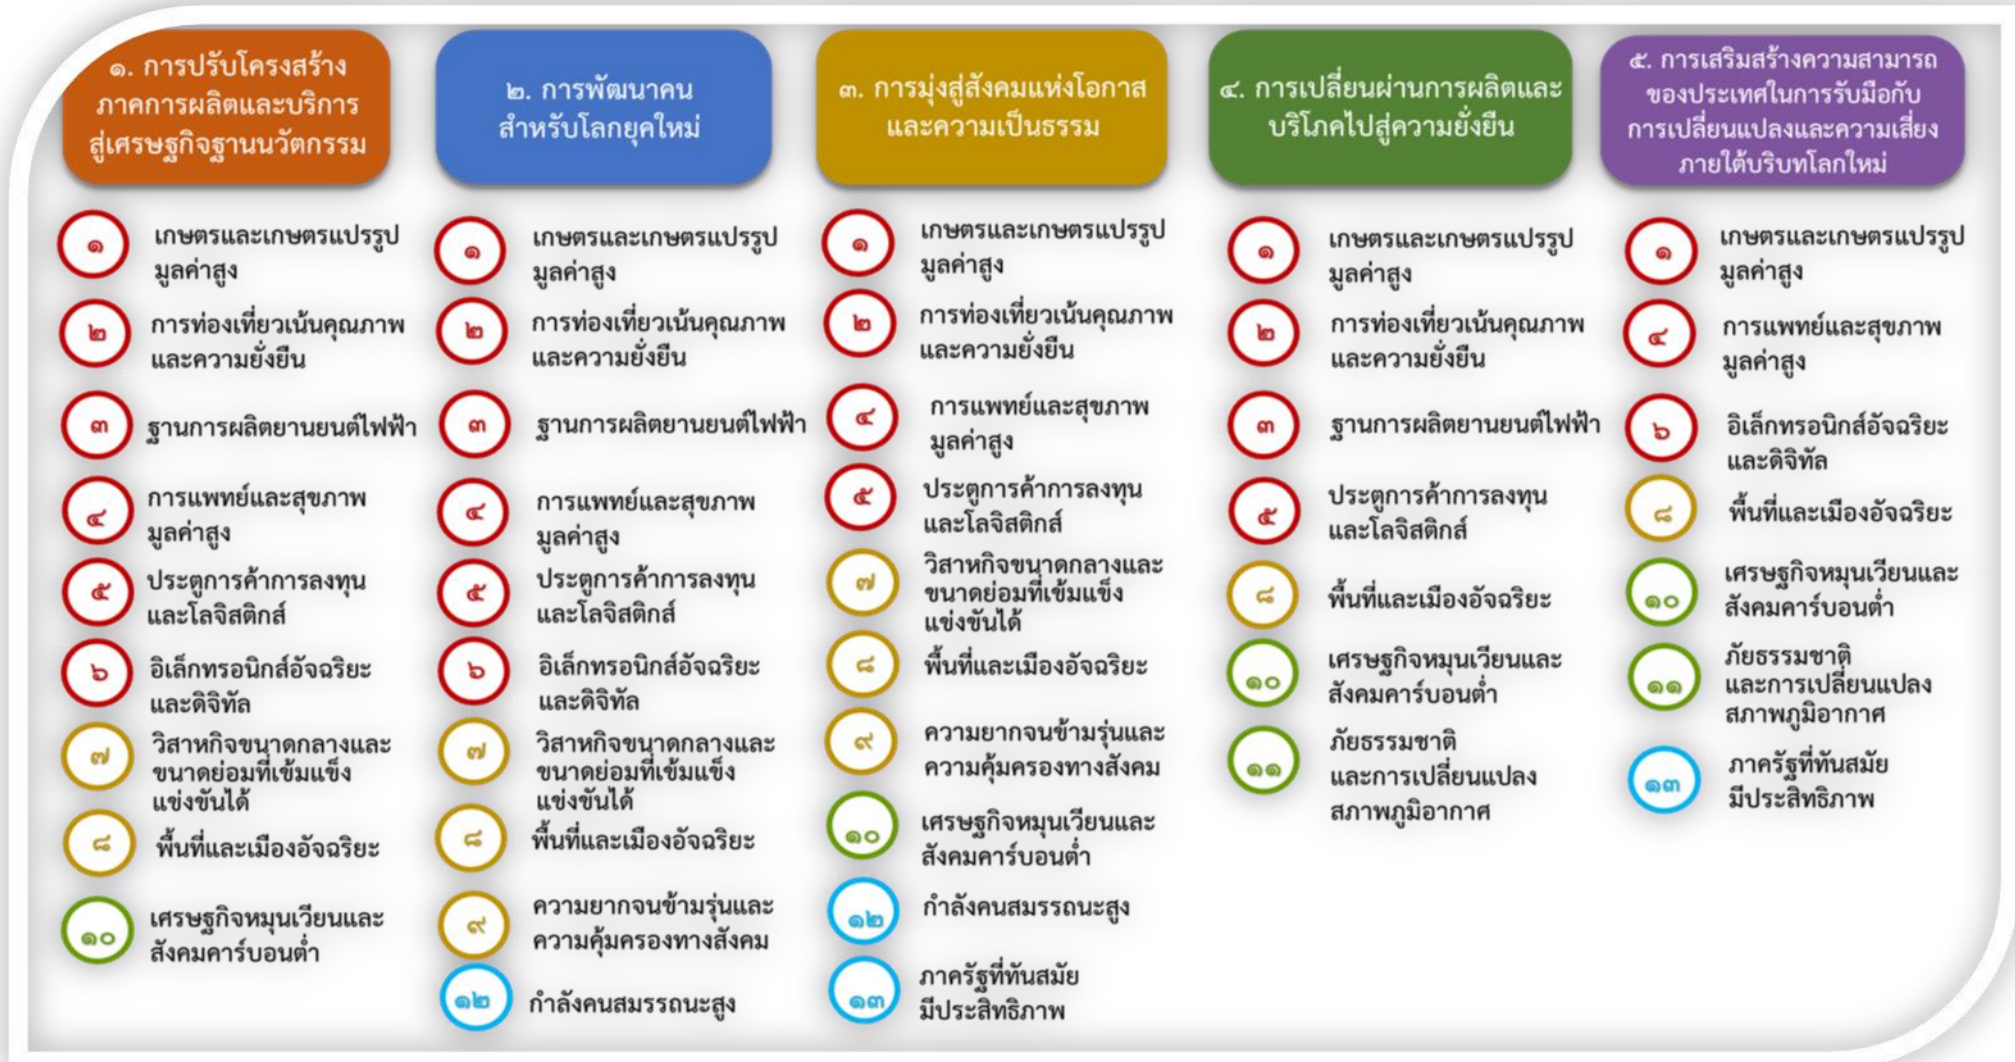 ๑. การปรับโครงสร้าง
ภาคการผลิตและบริการ
สู่เศรษฐกิจฐานนวัตกรรม
๑
เกษตรและเกษตรแปรรูป
มูลค่าสูง
๒
การท่องเที่ยวเน้นคุณภาพ
และความยั่งยืน
๓
ฐานการผลิตยานยนต์ไฟฟ้า
๔
การแพทย์และสุขภาพ
มูลค่าสูง
๕
ประตูการค้าการลงทุน
และโลจิสติกส์
๖
อิเล็กทรอนิกส์อัจฉริยะ
และดิจิทัล
๗
วิสาหกิจขนาดกลางและ
ขนาดย่อมที่เข้มแข็ง
แข่งขันได้
๘
พื้นที่และเมืองอัจฉริยะ
๑๐
เศรษฐกิจหมุนเวียนและ
สังคมคาร์บอนต่ำ
๒. การพัฒนาคน
สำหรับโลกยุคใหม่
๑
เกษตรและเกษตรแปรรูป
มูลค่าสูง
๒
การท่องเที่ยวเน้นคุณภาพ
และความยั่งยืน
๓
ฐานการผลิตยานยนต์ไฟฟ้า
๔
การแพทย์และสุขภาพ
มูลค่าสูง
๕
ประตูการค้าการลงทุน
และโลจิสติกส์
๖
อิเล็กทรอนิกส์อัจฉริยะ
และดิจิทัล
๗
วิสาหกิจขนาดกลางและ
ขนาดย่อมที่เข้มแข็ง
แข่งขันได้
๘
พื้นที่และเมืองอัจฉริยะ
๙
ความยากจนข้ามรุ่นและ
ความคุ้มครองทางสังคม
๑๒
กำลังคนสมรรถนะสูง
๓. การมุ่งสู่สังคมแห่งโอกาส
และความเป็นธรรม
๑
เกษตรและเกษตรแปรรูป
มูลค่าสูง
๒
การท่องเที่ยวเน้นคุณภาพ
และความยั่งยืน
๔
การแพทย์และสุขภาพ
มูลค่าสูง
๕
ประตูการค้าการลงทุน
และโลจิสติกส์
๗
วิสาหกิจขนาดกลางและ
ขนาดย่อมที่เข้มแข็ง
แข่งขันได้
๘
พื้นที่และเมืองอัจฉริยะ
๙
ความยากจนข้ามรุ่นและ
ความคุ้มครองทางสังคม
๑๐
เศรษฐกิจหมุนเวียนและ
สังคมคาร์บอนต่ำ
๑๒
กำลังคนสมรรถนะสูง
๑๓
ภาครัฐที่ทันสมัย
มีประสิทธิภาพ
๔. การเปลี่ยนผ่านการผลิตและ
บริโภคไปสู่ความยั่งยืน
๑
เกษตรและเกษตรแปรรูป
มูลค่าสูง
๒
การท่องเที่ยวเน้นคุณภาพ
และความยั่งยืน
๓
ฐานการผลิตยานยนต์ไฟฟ้า
๕
ประตูการค้าการลงทุน
และโลจิสติกส์
๘
พื้นที่และเมืองอัจฉริยะ
๑๐
เศรษฐกิจหมุนเวียนและ
สังคมคาร์บอนต่ำ
๑๑
ภัยธรรมชาติ
และการเปลี่ยนแปลง
สภาพภูมิอากาศ
๕. การเสริมสร้างความสามารถ
ของประเทศในการรับมือกับ
การเปลี่ยนแปลงและความเสี่ยง
ภายใต้บริบทโลกใหม่
๑
เกษตรและเกษตรแปรรูป
มูลค่าสูง
๔
การแพทย์และสุขภาพ
มูลค่าสูง
๖
อิเล็กทรอนิกส์อัจฉริยะ
และดิจิทัล
๘
พื้นที่และเมืองอัจฉริยะ
๑๐
เศรษฐกิจหมุนเวียนและ
สังคมคาร์บอนต่ำ
๑๑
ภัยธรรมชาติ
และการเปลี่ยนแปลง
สภาพภูมิอากาศ
๑๓
ภาครัฐที่ทันสมัย
มีประสิทธิภาพ